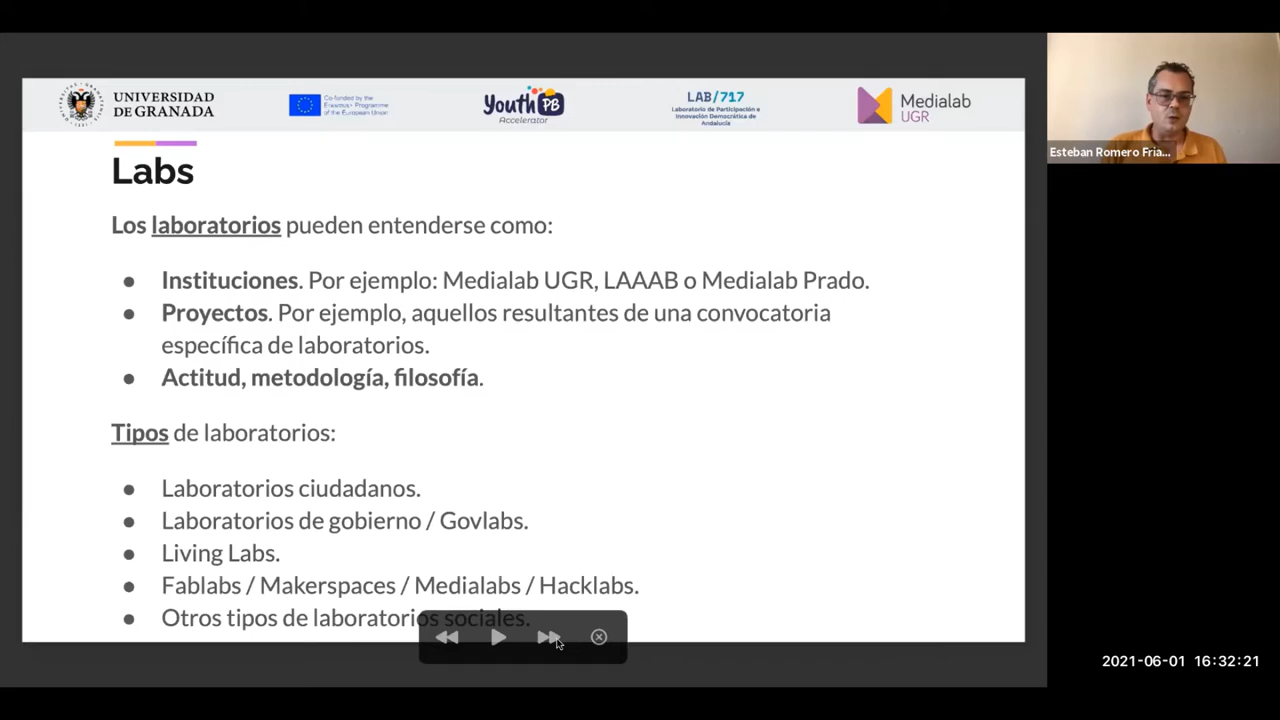 UNIVERSIDAD
DE GRANADA
Co-funded by the
Erasmus+ Programme
of the European Union
Youth PB
Accelerator
LAB/717
Laboratorio de Participación e
Innovación Democrática de
Andalucía
Medialab
UGR
Esteban Romero Fria...
Labs
Los laboratorios pueden entenderse como:
● Instituciones. Por ejemplo: Medialab UGR, LAAAB o Medialab Prado.
● Proyectos. Por ejemplo, aquellos resultantes de una convocatoria
específica de laboratorios.
● Actitud, metodología, filosofía.
Tipos de laboratorios:
● Laboratorios ciudadanos.
● Laboratorios de gobierno / Govlabs.
● Living Labs.
● Fablabs / Makerspaces / Medialabs / Hacklabs.
● Otros tipos de laboratorios sociales.
2021-06-01 16:32:21